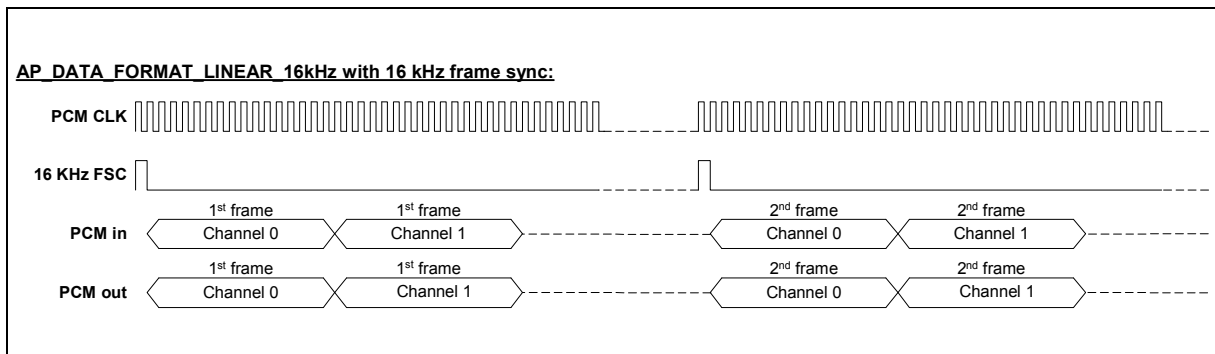 AP_DATA_FORMAT_LINEAR_16kHz with 16 kHz frame sync:
PCM CLK
16 KHz FSC
1st frame 1st frame 2nd frame 2nd frame
PCM in Channel 0 Channel 1 Channel 0 Channel 1
1st frame 1st frame 2nd frame 2nd frame
PCM out Channel 0 Channel 1 Channel 0 Channel 1